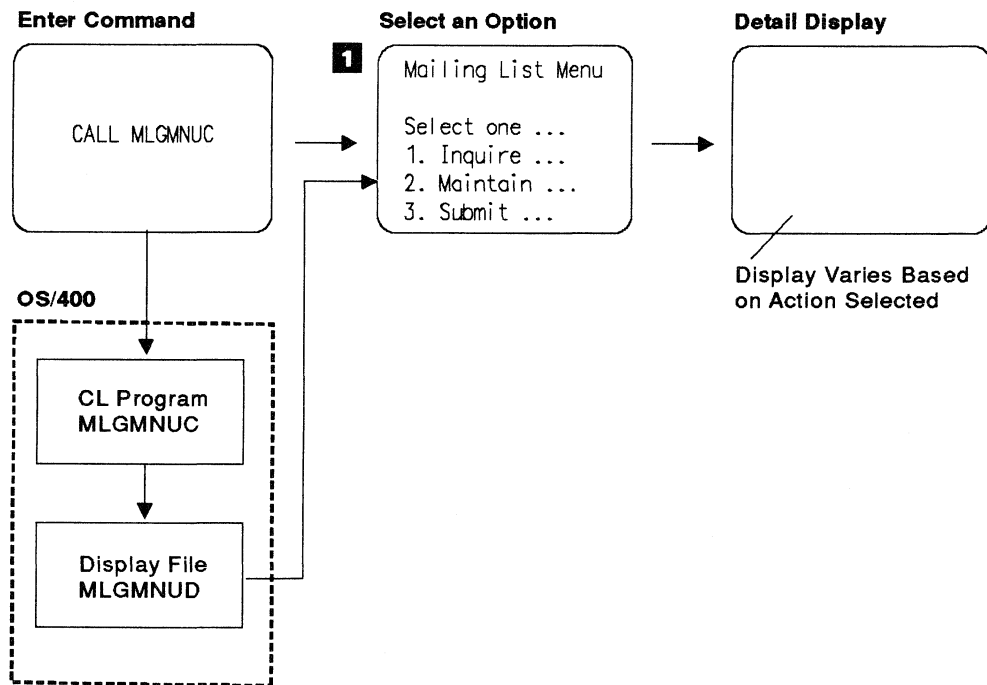 Enter Command
Select an Option
Detail Display
CALL MLGMNUC
1
Mailing List Menu
Select one ...
1. Inquire ...
2. Maintain ...
3. Submit ...
Display Varies Based
on Action Selected
OS/400
CL Program
MLGMNUC
Display File
MLGMNUD